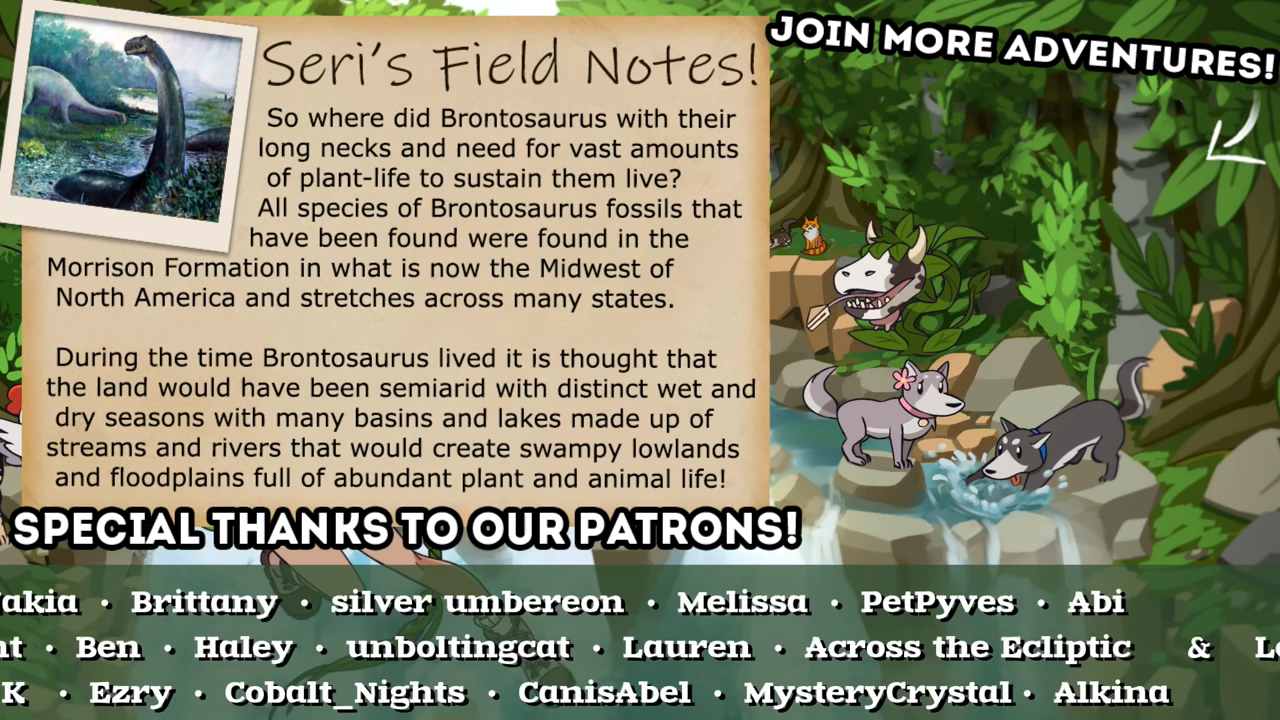 Seri's Field Notes!
JOIN MORE ADVENTURES!
So where did Brontosaurus with their
long necks and need for vast amounts
of plant-life to sustain them live?
All species of Brontosaurus fossils that
have been found were found in the
Morrison Formation in what is now the Midwest of
North America and stretches across many states.
During the time Brontosaurus lived it is thought that
the land would have been semiarid with distinct wet and
dry seasons with many basins and lakes made up of
streams and rivers that would create swampy lowlands
and floodplains full of abundant plant and animal life!
SPECIAL THANKS TO OUR PATRONS!
akia · Brittany · silver umbereon · Melissa · PetPyves · Abi
nt · Ben · Haley · unboltingcat · Lauren · Across the Ecliptic &
K · Ezry · Cobalt_Nights · CanisAbel · MysteryCrystal · Alkina